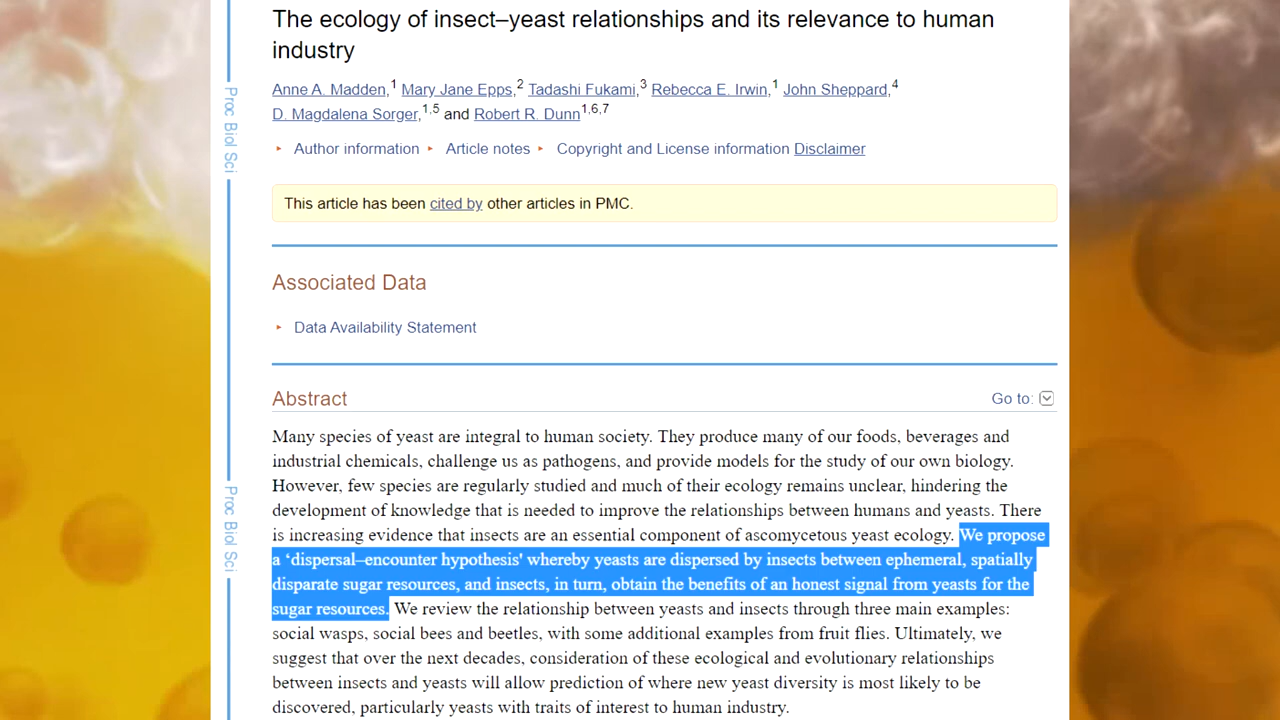 The ecology of insect–yeast relationships and its relevance to human
industry
Anne A. Madden,1 Mary Jane Epps,2 Tadashi Fukami,3 Rebecca E. Irwin,1 John Sheppard,4
D. Magdalena Sorger,1,5 and Robert R. Dunn1,6,7
Author information Article notes Copyright and License information Disclaimer
This article has been cited by other articles in PMC.
Associated Data
Data Availability Statement
Abstract Go to:
Many species of yeast are integral to human society. They produce many of our foods, beverages and
industrial chemicals, challenge us as pathogens, and provide models for the study of our own biology.
However, few species are regularly studied and much of their ecology remains unclear, hindering the
development of knowledge that is needed to improve the relationships between humans and yeasts. There
is increasing evidence that insects are an essential component of ascomycetous yeast ecology. We propose
a ‘dispersal–encounter hypothesis' whereby yeasts are dispersed by insects between ephemeral, spatially
disparate sugar resources, and insects, in turn, obtain the benefits of an honest signal from yeasts for the
sugar resources. We review the relationship between yeasts and insects through three main examples:
social wasps, social bees and beetles, with some additional examples from fruit flies. Ultimately, we
suggest that over the next decades, consideration of these ecological and evolutionary relationships
between insects and yeasts will allow prediction of where new yeast diversity is most likely to be
discovered, particularly yeasts with traits of interest to human industry.
Proc Biol Sci
Proc Biol Sci